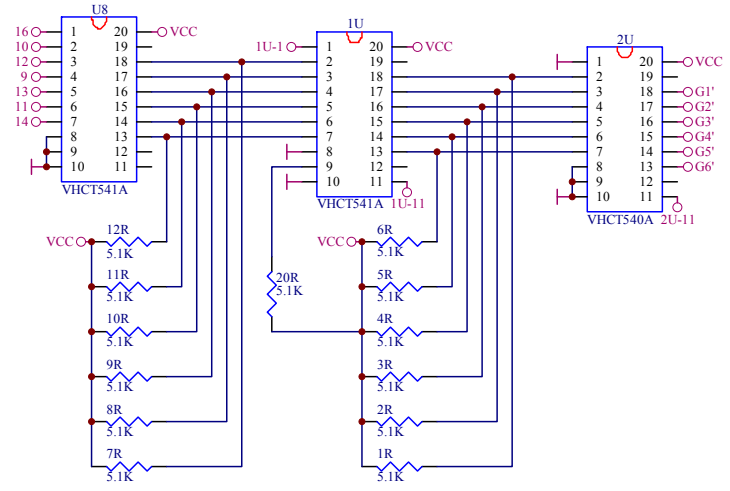 U8
16 1 20 VCC
10 2 19
12 3 18
9 4 17
13 5 16
11 6 15
14 7 14
8 13
9 12
10 11
VHCT541A
1U
1U-1 1 20 VCC
2 19
3 18
4 17
5 16
6 15
7 14
8 13
9 12
10 11
VHCT541A 1U-11
2U
1 20 VCC
2 19
3 18 G1'
4 17 G2'
5 16 G3'
6 15 G4'
7 14 G5'
8 13 G6'
9 12
10 11
VHCT540A 2U-11
VCC
12R
5.1K
11R
5.1K
10R
5.1K
9R
5.1K
8R
5.1K
7R
5.1K
20R
5.1K
VCC
6R
5.1K
5R
5.1K
4R
5.1K
3R
5.1K
2R
5.1K
1R
5.1K